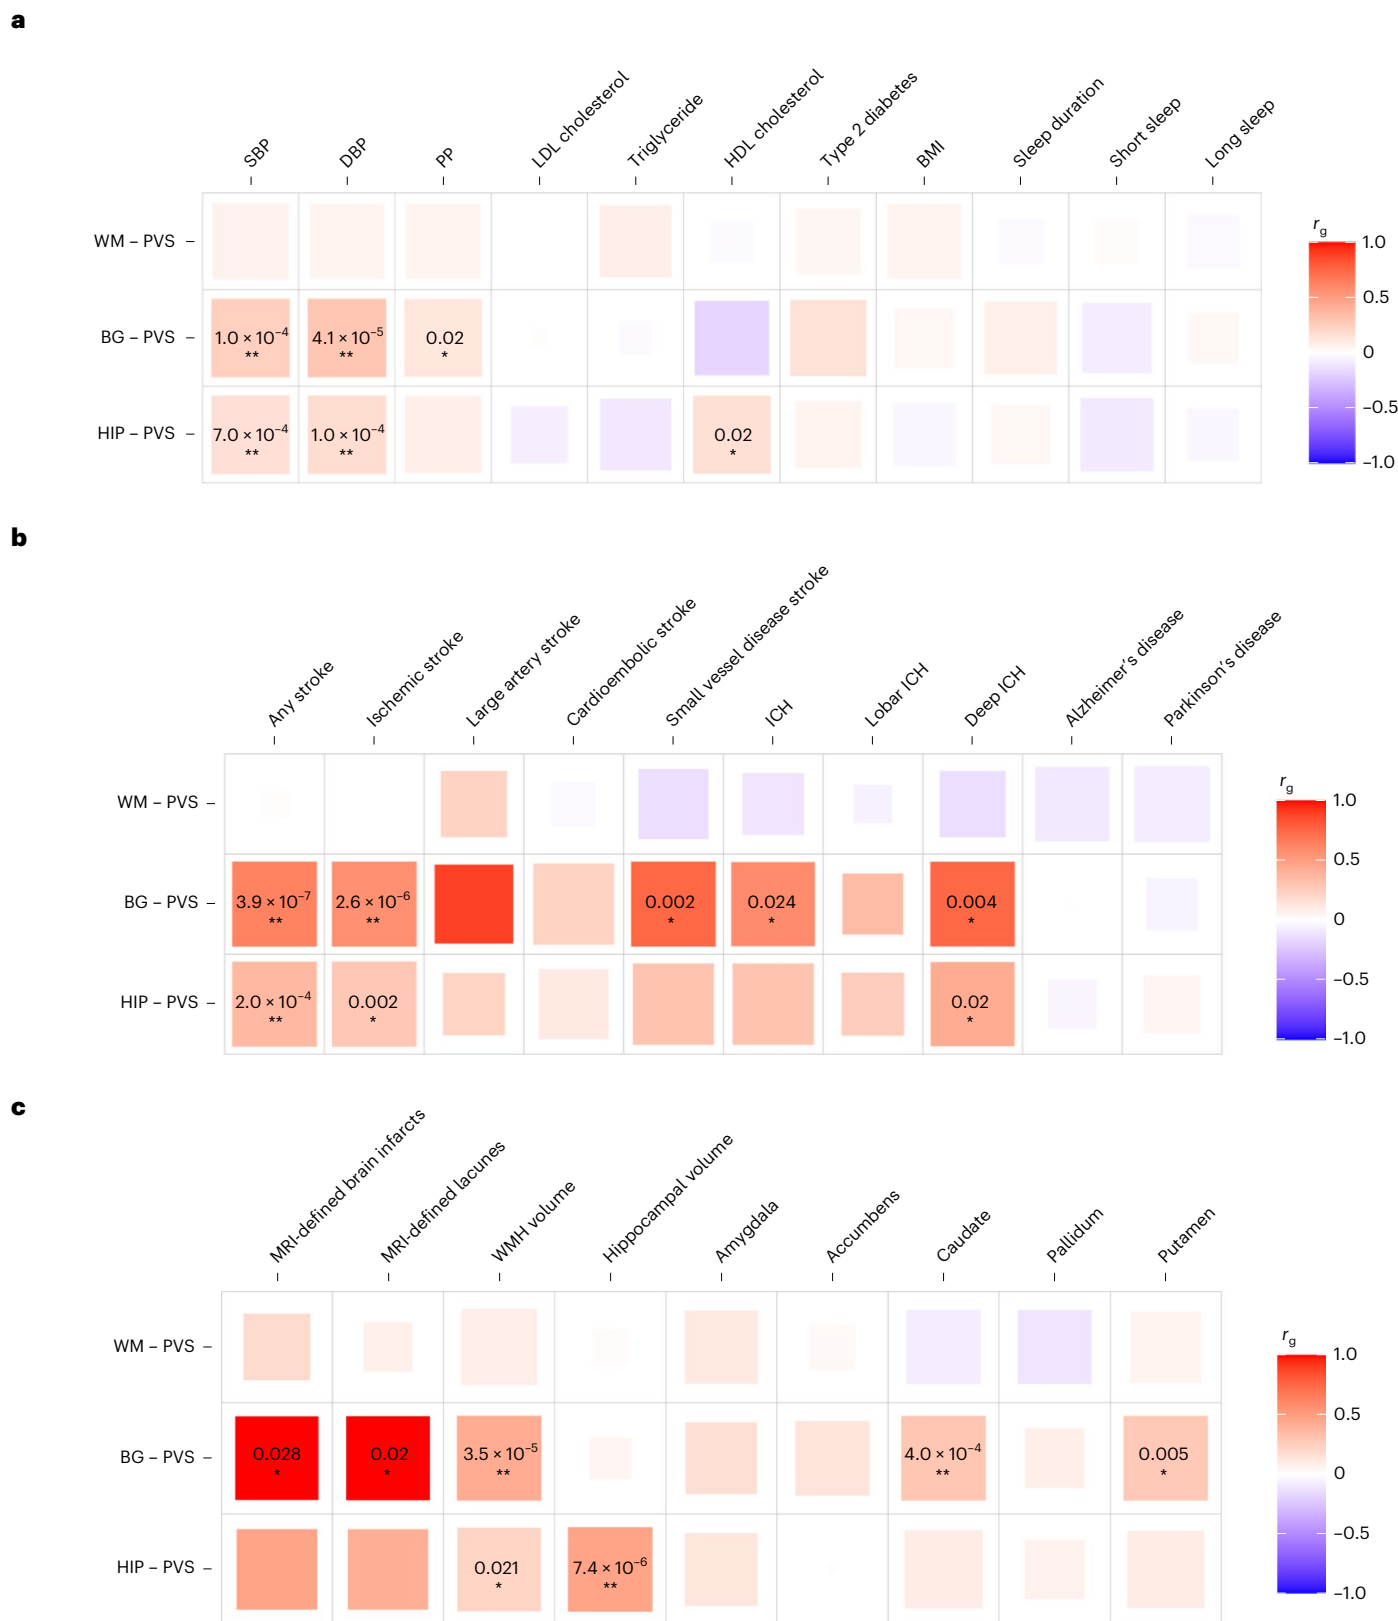 a
SBP DBP PP LDL cholesterol Triglyceride HDL cholesterol Type 2 diabetes BMI Sleep duration Short sleep Long sleep
WM – PVS
BG – PVS 1.0 × 10⁻⁴ ** 4.1 × 10⁻⁵ ** 0.02 *
HIP – PVS 7.0 × 10⁻⁴ ** 1.0 × 10⁻⁴ ** 0.02 *
rg
1.0
0.5
0
–0.5
–1.0
b
Any stroke Ischemic stroke Large artery stroke Cardioembolic stroke Small vessel disease stroke ICH Lobar ICH Deep ICH Alzheimer's disease Parkinson's disease
WM – PVS
BG – PVS 3.9 × 10⁻⁷ ** 2.6 × 10⁻⁶ ** 0.002 * 0.024 * 0.004 *
HIP – PVS 2.0 × 10⁻⁴ ** 0.002 * 0.02 *
rg
1.0
0.5
0
–0.5
–1.0
c
MRI-defined brain infarcts MRI-defined lacunes WMH volume Hippocampal volume Amygdala Accumbens Caudate Pallidum Putamen
WM – PVS
BG – PVS 0.028 * 0.02 * 3.5 × 10⁻⁵ ** 4.0 × 10⁻⁴ ** 0.005 *
HIP – PVS 0.021 * 7.4 × 10⁻⁶ **
rg
1.0
0.5
0
–0.5
–1.0